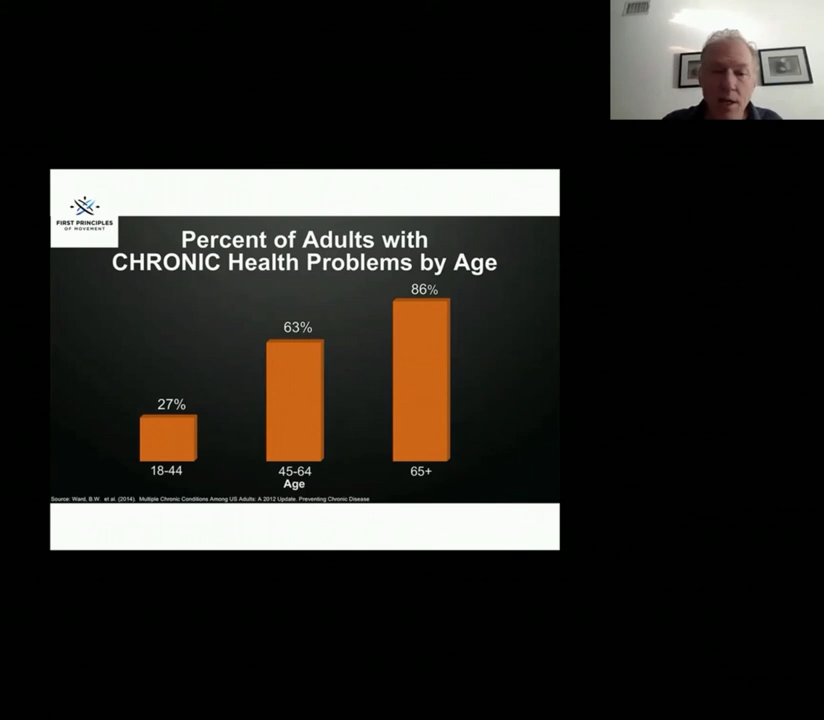 FIRST PRINCIPLES
OF MOVEMENT
Percent of Adults with
CHRONIC Health Problems by Age
86%
63%
27%
18-44
45-64
65+
Age
Source: Ward, B.W. et al. (2014). Multiple Chronic Conditions Among US Adults: A 2012 Update. Preventing Chronic Disease